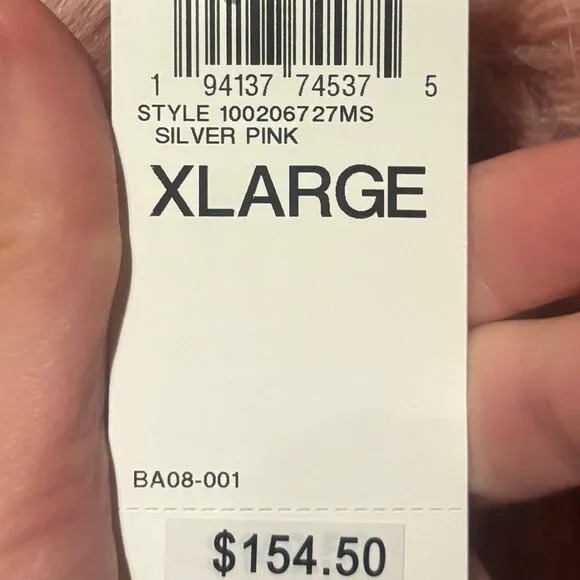 1 94137 74537 5
STYLE 100206727MS
SILVER PINK
XLARGE
BA08-001
$154.50